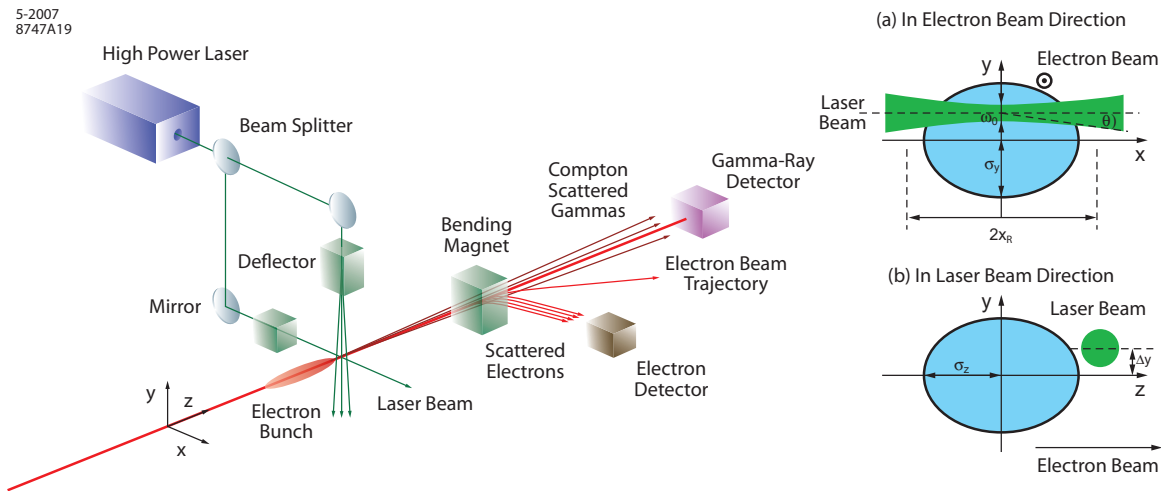 5-2007
8747A19
High Power Laser
Beam Splitter
Deflector
Mirror
y
z
x
Electron
Bunch
Laser Beam
Compton
Scattered
Gammas
Bending
Magnet
Gamma-Ray
Detector
Electron Beam
Trajectory
Scattered
Electrons
Electron
Detector
(a) In Electron Beam Direction
y
Electron Beam
Laser
Beam
ω₀
θ
x
σy
2xR
(b) In Laser Beam Direction
y
Laser Beam
σz
Δy
z
Electron Beam